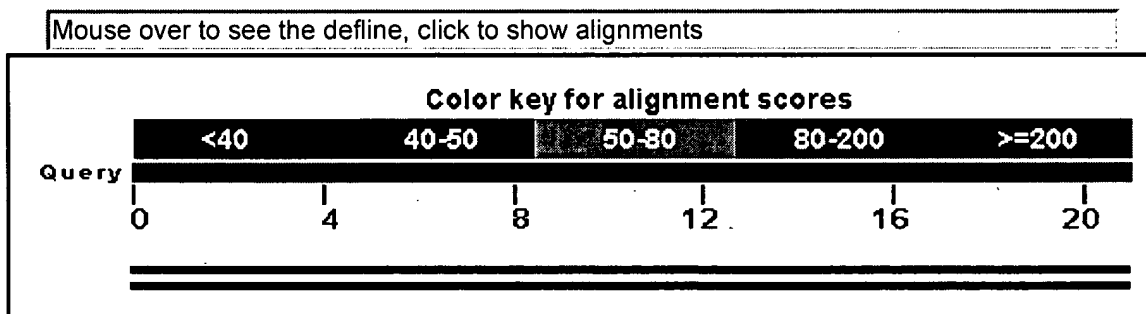 Mouse over to see the defline, click to show alignments
Color key for alignment scores
<40 40-50 50-80 80-200 >=200
Query
0 4 8 12 16 20